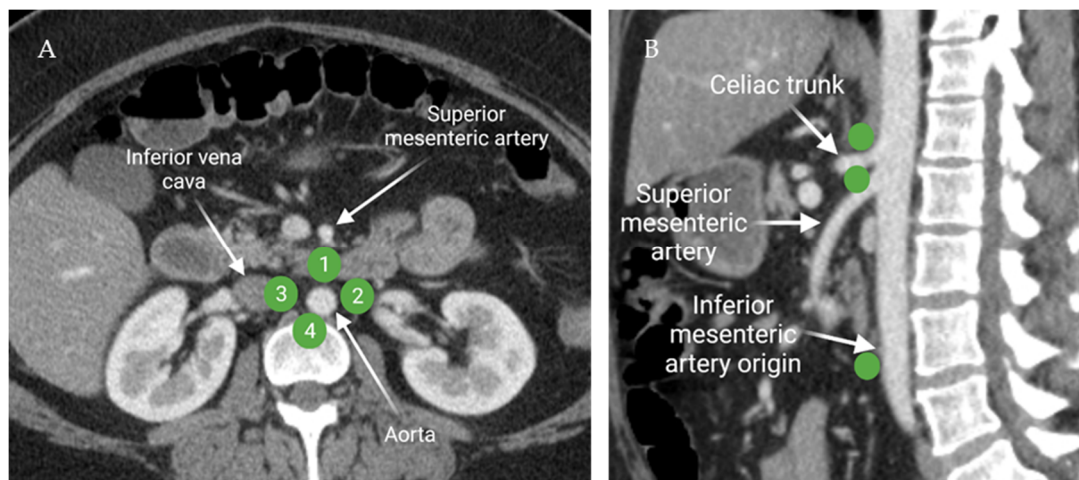 A
Superior
mesenteric artery
Inferior vena
cava
1
2
3
4
Aorta
B
Celiac trunk
Superior
mesenteric
artery
Inferior
mesenteric
artery origin